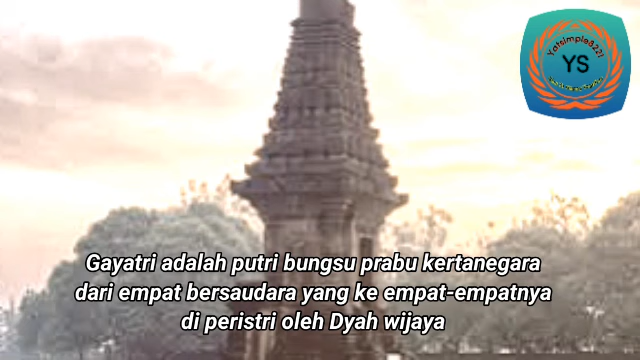 Yatsimple8221
YS
Gayatri adalah putri bungsu prabu kertanegara
dari empat bersaudara yang ke empat-empatnya
di peristri oleh Dyah wijaya